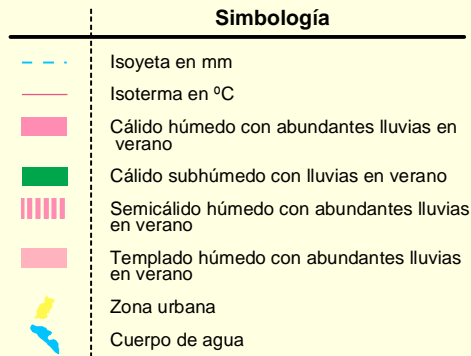 Simbología
Isoyeta en mm
Isoterma en ºC
Cálido húmedo con abundantes lluvias en
verano
Cálido subhúmedo con lluvias en verano
Semicálido húmedo con abundantes lluvias
en verano
Templado húmedo con abundantes lluvias
en verano
Zona urbana
Cuerpo de agua